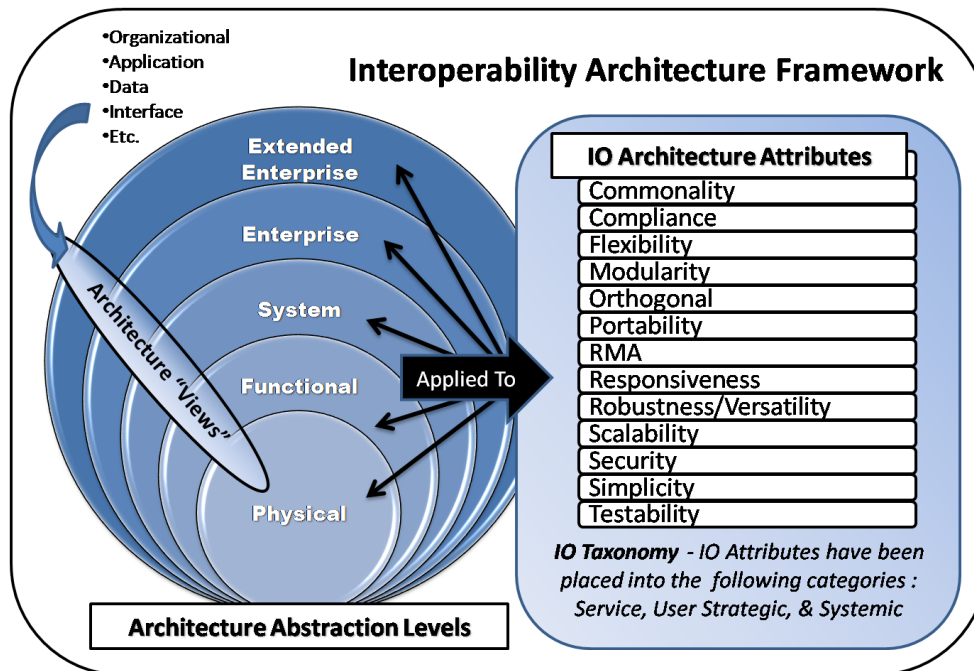 •Organizational
•Application
•Data
•Interface
•Etc.
Interoperability Architecture Framework
Extended
Enterprise
Enterprise
System
Functional
Physical
Architecture "Views"
Applied To
Architecture Abstraction Levels
IO Architecture Attributes
Commonality
Compliance
Flexibility
Modularity
Orthogonal
Portability
RMA
Responsiveness
Robustness/Versatility
Scalability
Security
Simplicity
Testability
IO Taxonomy - IO Attributes have been
placed into the following categories :
Service, User Strategic, & Systemic